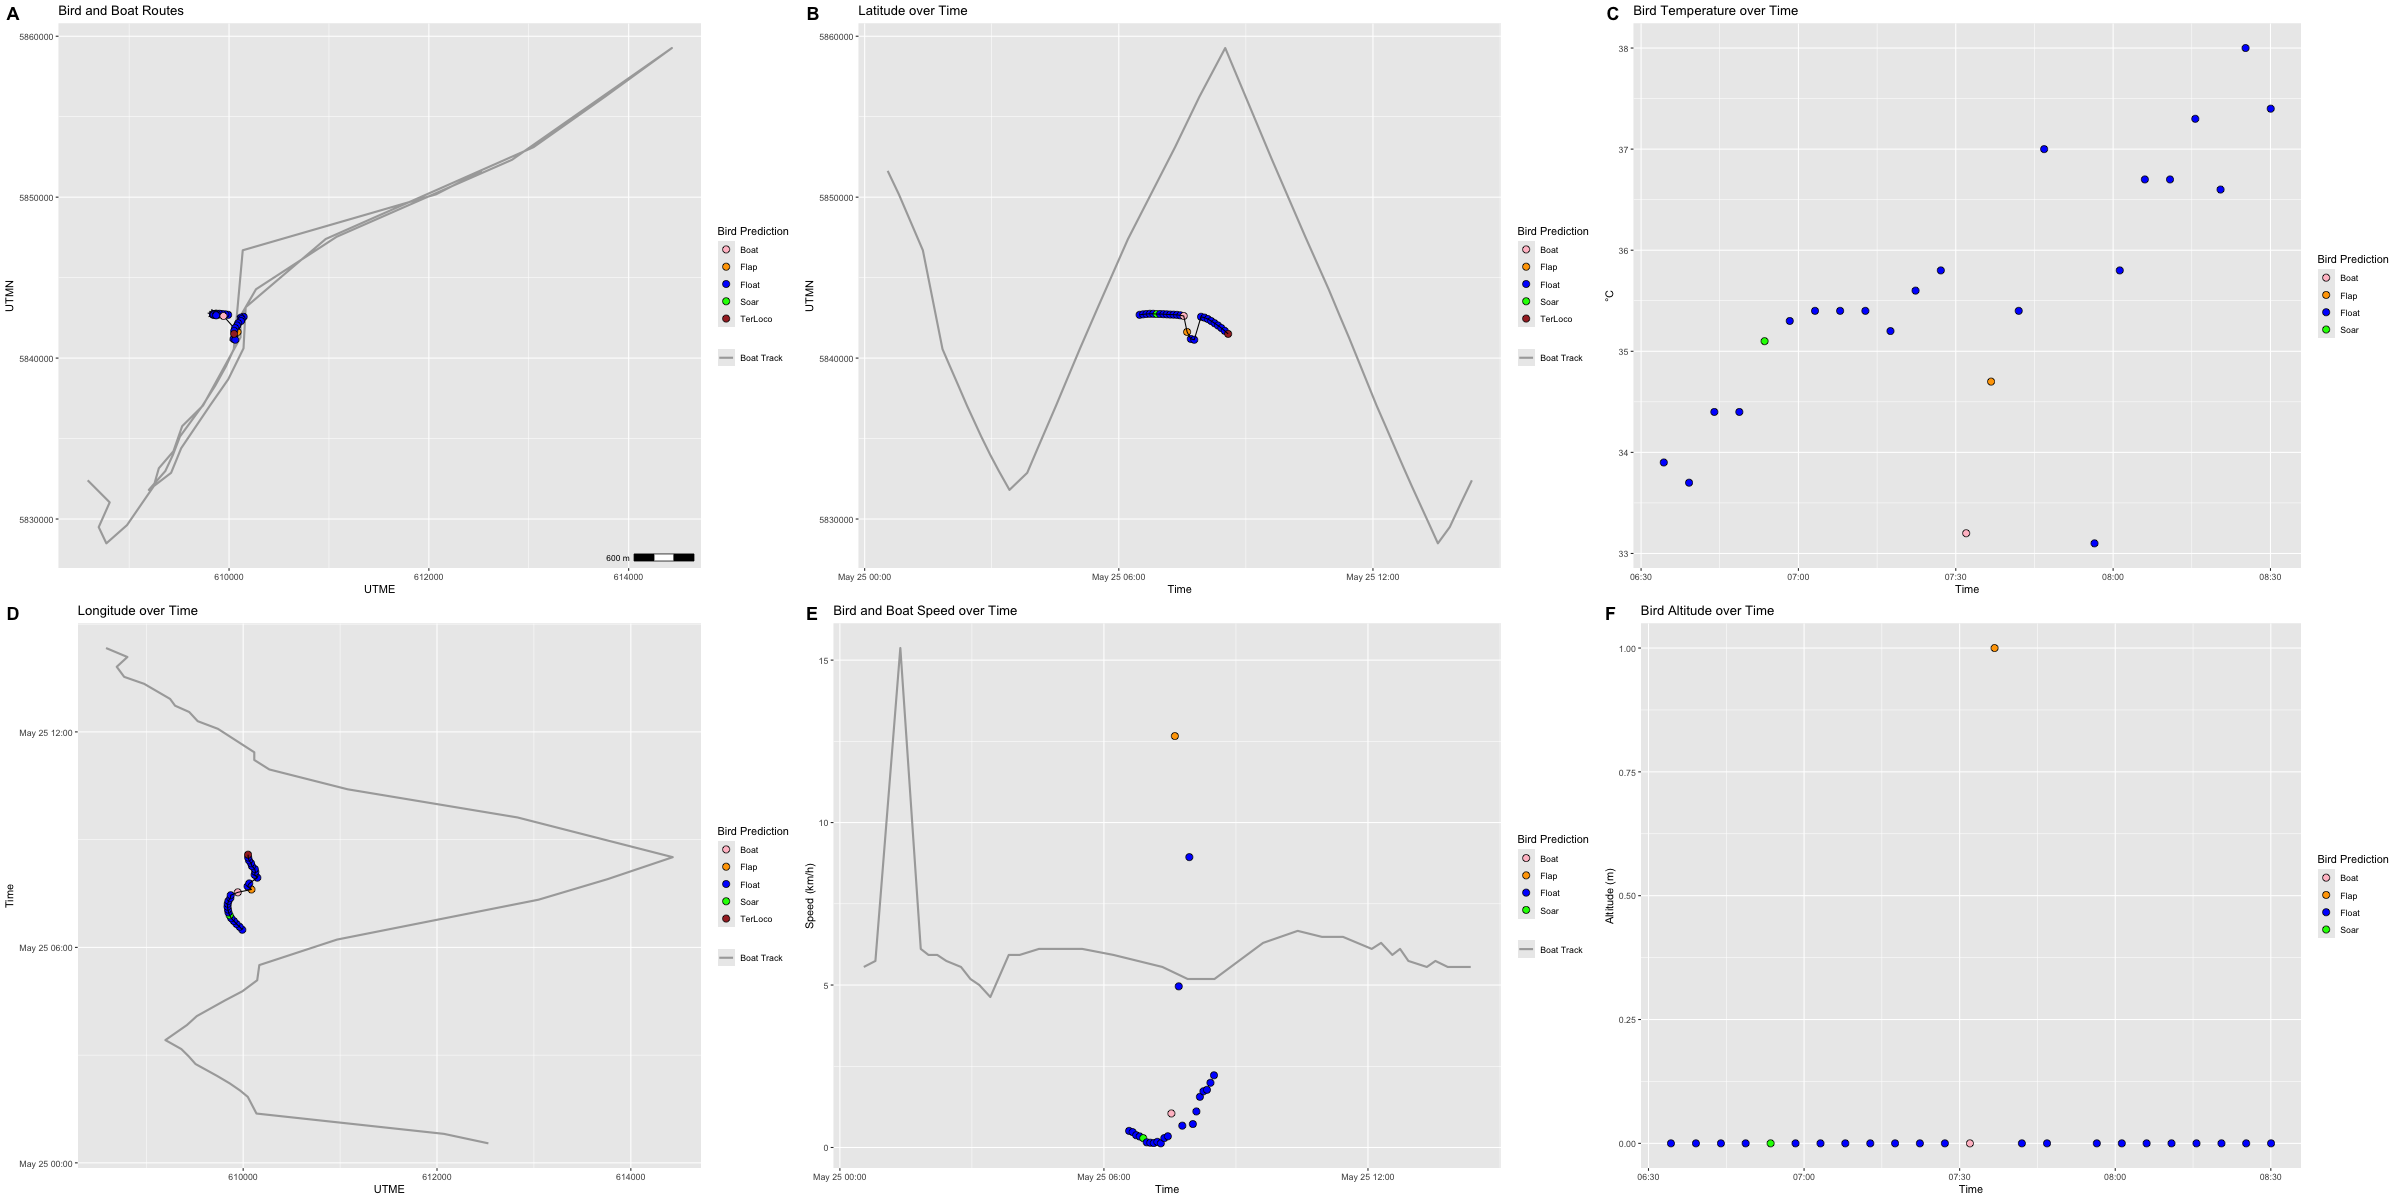 A Bird and Boat Routes
5860000
5850000
5840000
5830000
UTMN
610000 612000 614000
UTME
600 m
Bird Prediction
Boat
Flap
Float
Soar
TerLoco
Boat Track
B Latitude over Time
5860000
5850000
5840000
5830000
UTMN
May 25 00:00 May 25 06:00 May 25 12:00
Time
Bird Prediction
Boat
Flap
Float
Soar
TerLoco
Boat Track
C Bird Temperature over Time
38
37
36
35
34
33
°C
06:30 07:00 07:30 08:00 08:30
Time
Bird Prediction
Boat
Flap
Float
Soar
D Longitude over Time
May 25 12:00
May 25 06:00
May 25 00:00
Time
610000 612000 614000
UTME
Bird Prediction
Boat
Flap
Float
Soar
TerLoco
Boat Track
E Bird and Boat Speed over Time
15
10
5
0
Speed (km/h)
May 25 00:00 May 25 06:00 May 25 12:00
Time
Bird Prediction
Boat
Flap
Float
Soar
Boat Track
F Bird Altitude over Time
1.00
0.75
0.50
0.25
0.00
Altitude (m)
06:30 07:00 07:30 08:00 08:30
Time
Bird Prediction
Boat
Flap
Float
Soar